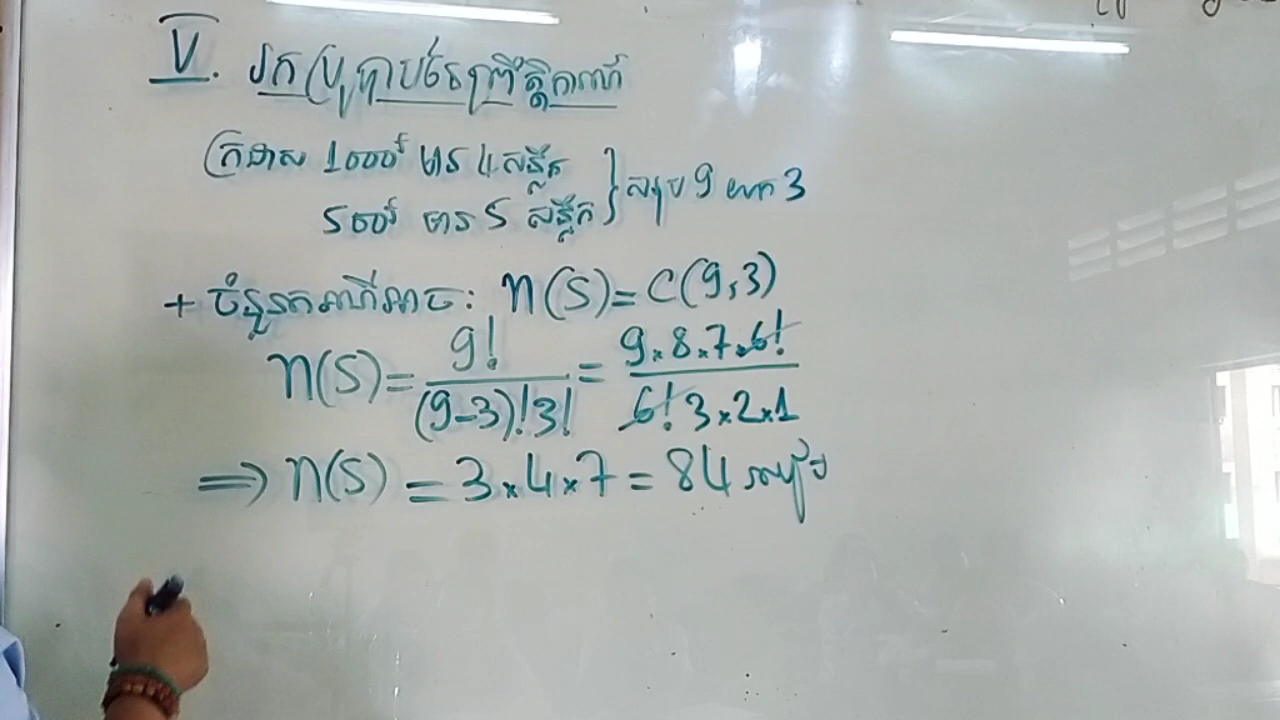 V. រកប្រូបាបនៃព្រឹត្តិការណ៍
ក្រដាស 1000៛ មាន 4សន្លឹក
500៛ មាន 5 សន្លឹក } សរុប 9 យក 3
+ ចំនួនករណីអាច: n(S)= C(9,3)
n(S)= 9!/(9-3)!3! = 9×8×7×6!/6!3×2×1
⇒ n(S) = 3×4×7 = 84 របៀប